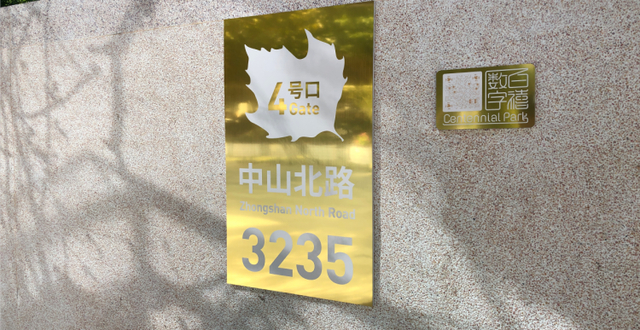 4号口
Gate
中山北路
Zhongshan North Road
3235
数百
字禧
Centennial Park